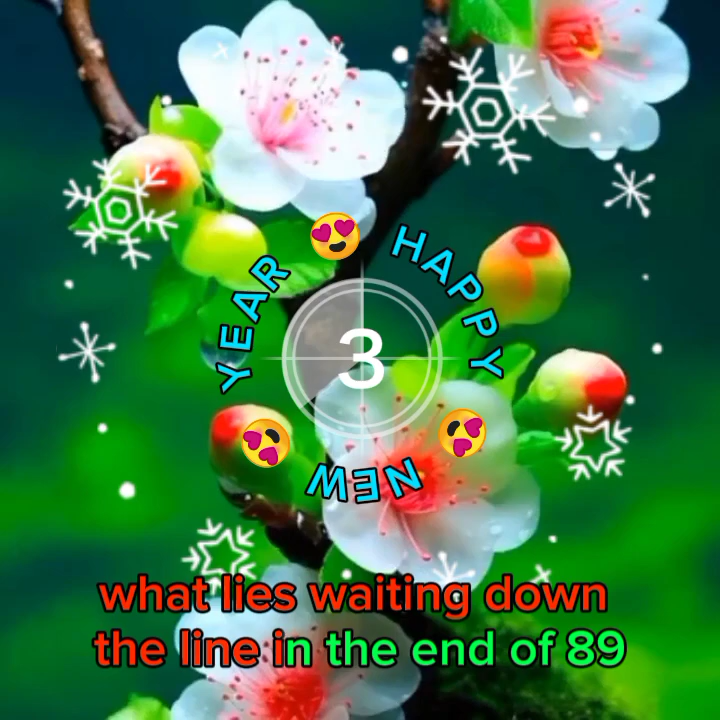 HAPPY
NEW
YEAR
3
what lies waiting down
the line in the end of 89